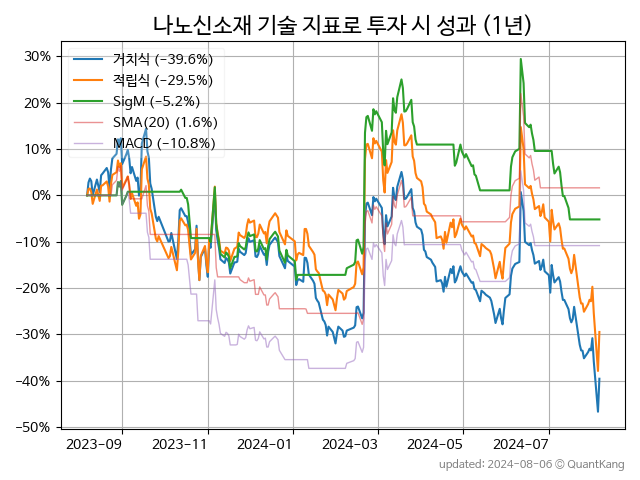 나노신소재 기술 지표로 투자 시 성과 (1년)
거치식 (−39.6%)
적립식 (−29.5%)
SigM (−5.2%)
SMA(20) (1.6%)
MACD (−10.8%)
30%
20%
10%
0%
−10%
−20%
−30%
−40%
−50%
2023-09 2023-11 2024-01 2024-03 2024-05 2024-07
updated: 2024-08-06 © QuantKang